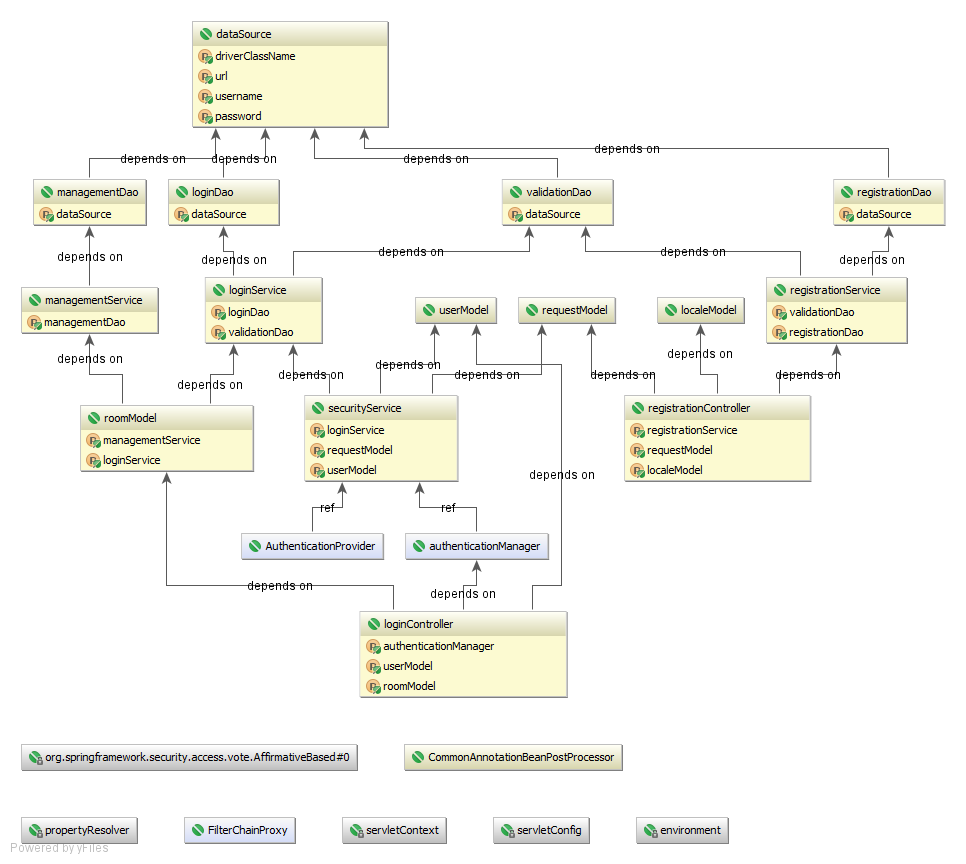 dataSource
driverClassName
url
username
password
depends on
depends on
depends on
depends on
managementDao
dataSource
loginDao
dataSource
validationDao
dataSource
registrationDao
dataSource
depends on
depends on
depends on
depends on
depends on
managementService
managementDao
loginService
loginDao
validationDao
userModel
requestModel
localeModel
registrationService
validationDao
registrationDao
depends on
depends on
depends on
depends on
depends on
depends on
depends on
depends on
roomModel
managementService
loginService
securityService
loginService
requestModel
userModel
registrationController
registrationService
requestModel
localeModel
depends on
ref
ref
AuthenticationProvider
authenticationManager
depends on
depends on
loginController
authenticationManager
userModel
roomModel
org.springframework.security.access.vote.AffirmativeBased#0
CommonAnnotationBeanPostProcessor
propertyResolver
FilterChainProxy
servletContext
servletConfig
environment
Powered by yFiles